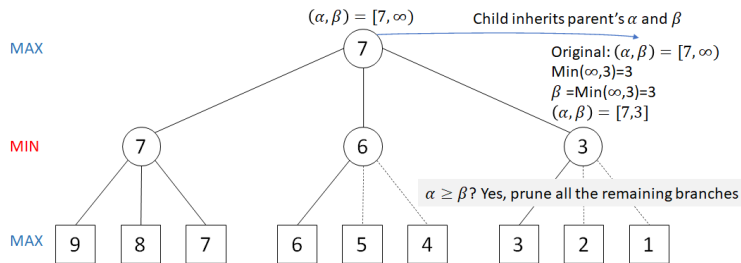 (α, β) = [7, ∞)
Child inherits parent's α and β
MAX
7
Original: (α, β) = [7, ∞)
Min(∞,3)=3
β =Min(∞,3)=3
(α, β) = [7,3]
MIN
7
6
3
α ≥ β? Yes, prune all the remaining branches
MAX
9
8
7
6
5
4
3
2
1